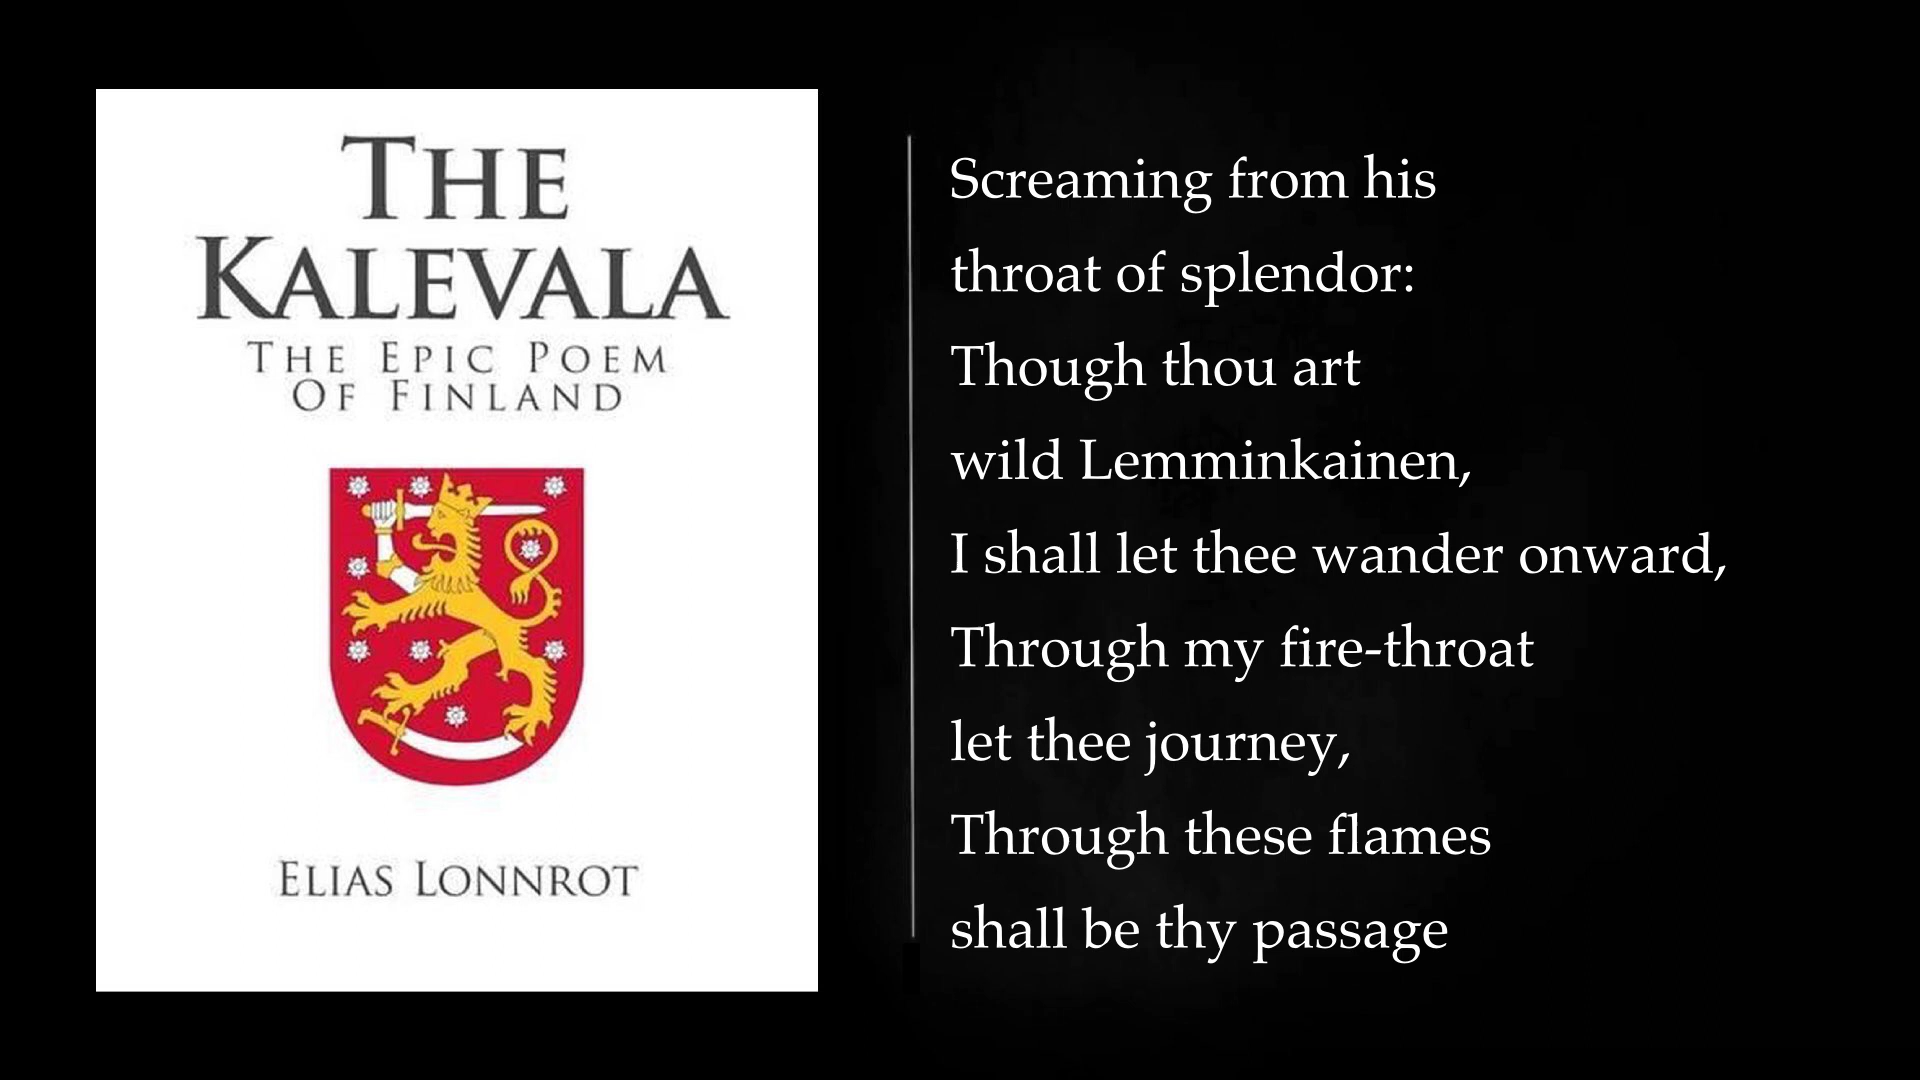 THE
KALEVALA
THE EPIC POEM
OF FINLAND
ELIAS LONNROT
Screaming from his
throat of splendor:
Though thou art
wild Lemminkainen,
I shall let thee wander onward,
Through my fire-throat
let thee journey,
Through these flames
shall be thy passage